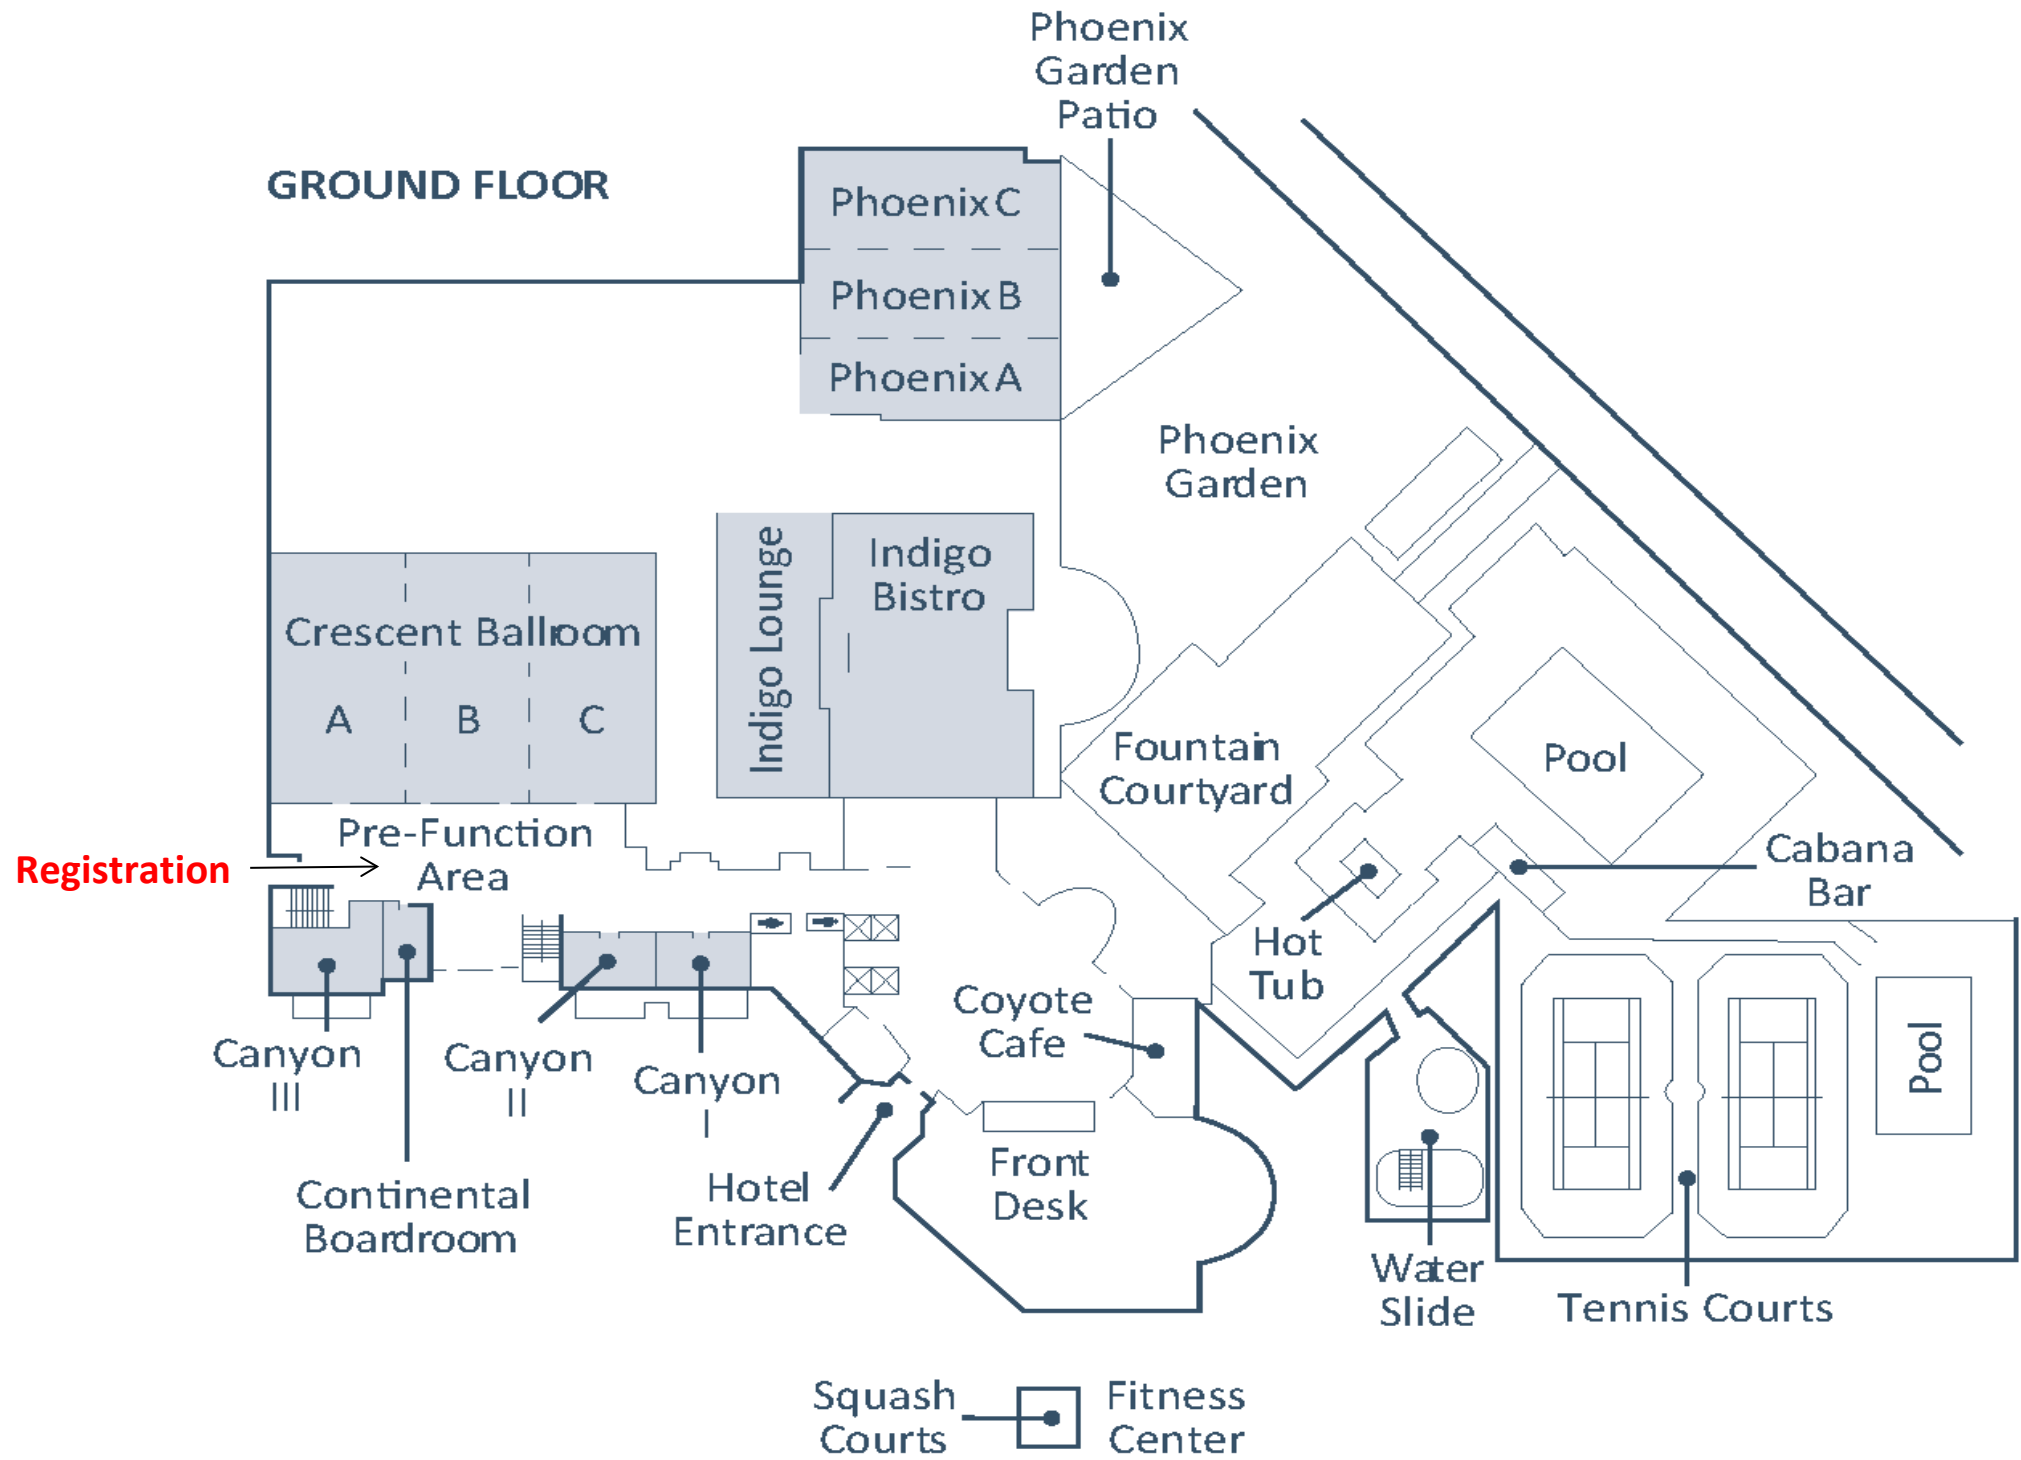 Phoenix
Garden
Patio
GROUND FLOOR
Phoenix C
Phoenix B
Phoenix A
Phoenix
Garden
Indigo Lounge
Indigo
Bistro
Crescent Ballroom
A B C
Fountain
Courtyard
Pool
Pre-Function
Area
Registration
Cabana
Bar
Hot
Tub
Coyote
Cafe
Canyon
III
Canyon
II
Canyon
I
Pool
Continental
Boardroom
Hotel
Entrance
Front
Desk
Water
Slide
Tennis Courts
Squash
Courts
Fitness
Center